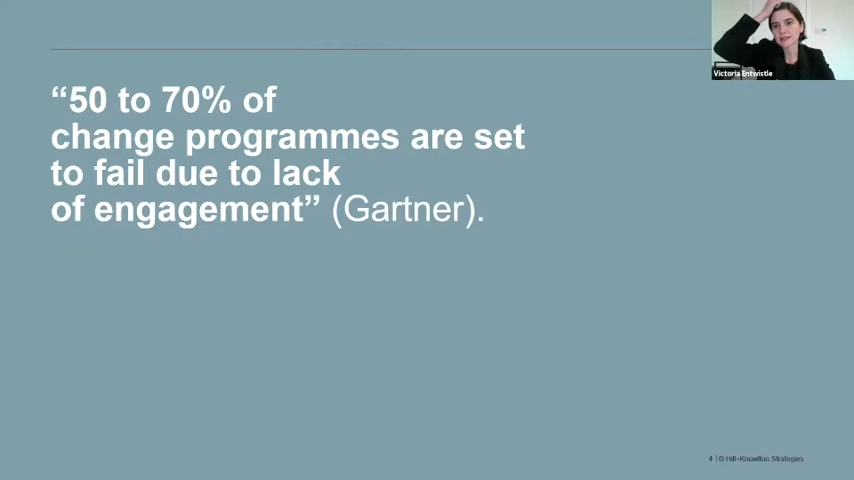 Victoria Entwistle
“50 to 70% of
change programmes are set
to fail due to lack
of engagement” (Gartner).
4 | © Hill+Knowlton Strategies